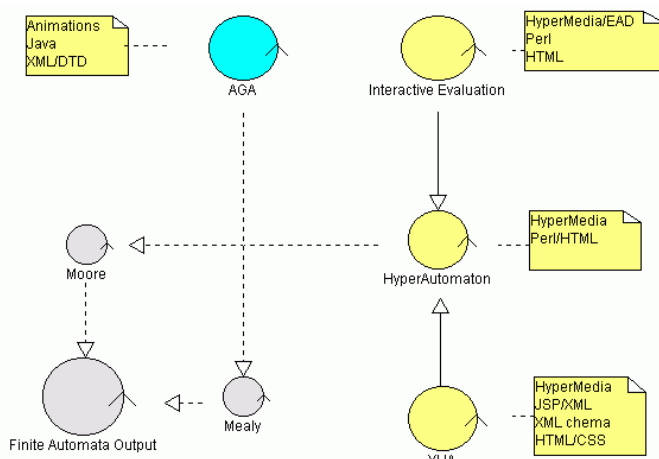 Animations
Java
XML/DTD
AGA
Interactive Evaluation
HyperMedia/EAD
Perl
HTML
Moore
HyperAutomaton
HyperMedia
Perl/HTML
Finite Automata Output
Mealy
HyperMedia
JSP/XML
XML chema
HTML/CSS